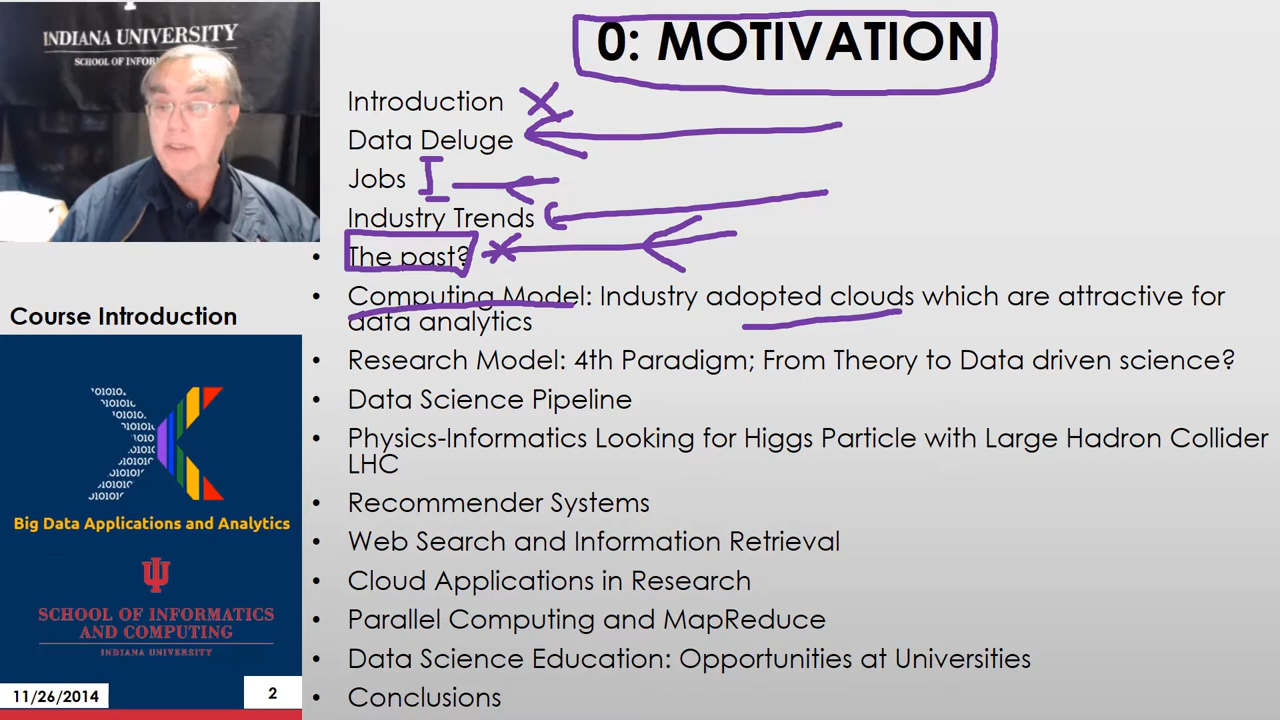 INDIANA UNIVERSITY
SCHOOL OF INFOR
0: MOTIVATION
Introduction
Data Deluge
Jobs
Industry Trends
• The past?
• Computing Model: Industry adopted clouds which are attractive for
data analytics
• Research Model: 4th Paradigm; From Theory to Data driven science?
• Data Science Pipeline
• Physics-Informatics Looking for Higgs Particle with Large Hadron Collider
LHC
• Recommender Systems
• Web Search and Information Retrieval
• Cloud Applications in Research
• Parallel Computing and MapReduce
• Data Science Education: Opportunities at Universities
• Conclusions
Course Introduction
Big Data Applications and Analytics
SCHOOL OF INFORMATICS
AND COMPUTING
INDIANA UNIVERSITY
11/26/2014
2